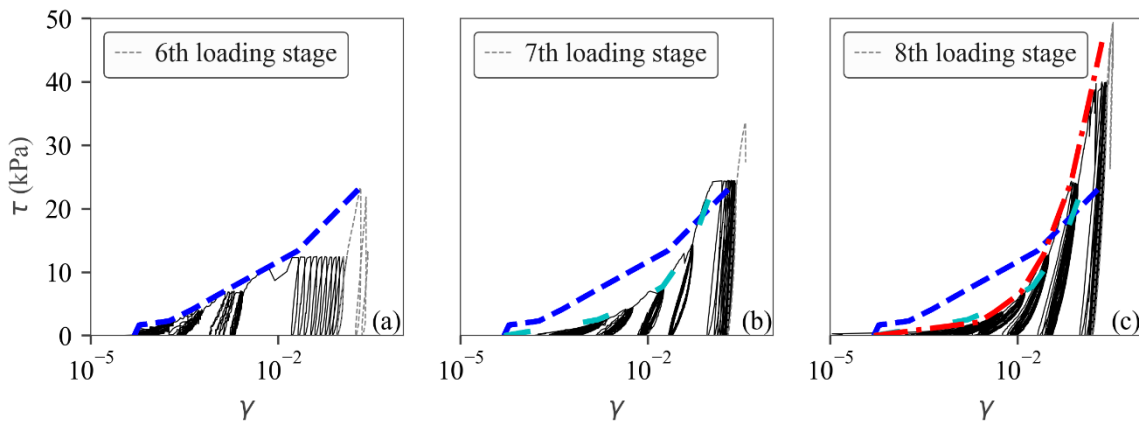 50
40
30
20
10
0
τ (kPa)
6th loading stage
(a)
10⁻⁵
10⁻²
γ
7th loading stage
(b)
10⁻⁵
10⁻²
γ
8th loading stage
(c)
10⁻⁵
10⁻²
γ